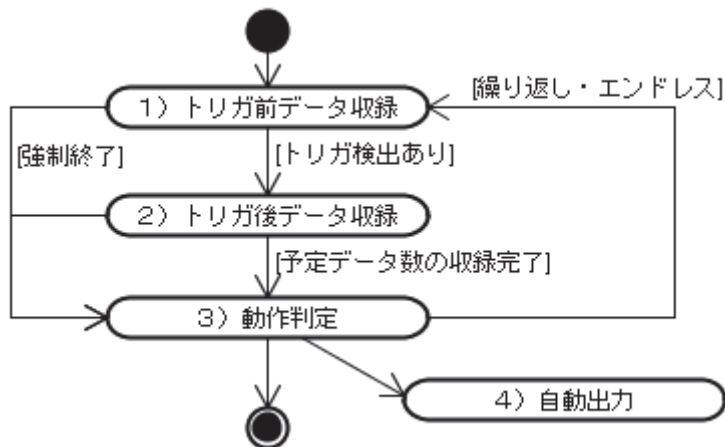 [繰り返し・エンドレス]
１）トリガ前データ収録
[強制終了]
[トリガ検出あり]
２）トリガ後データ収録
[予定データ数の収録完了]
３）動作判定
４）自動出力